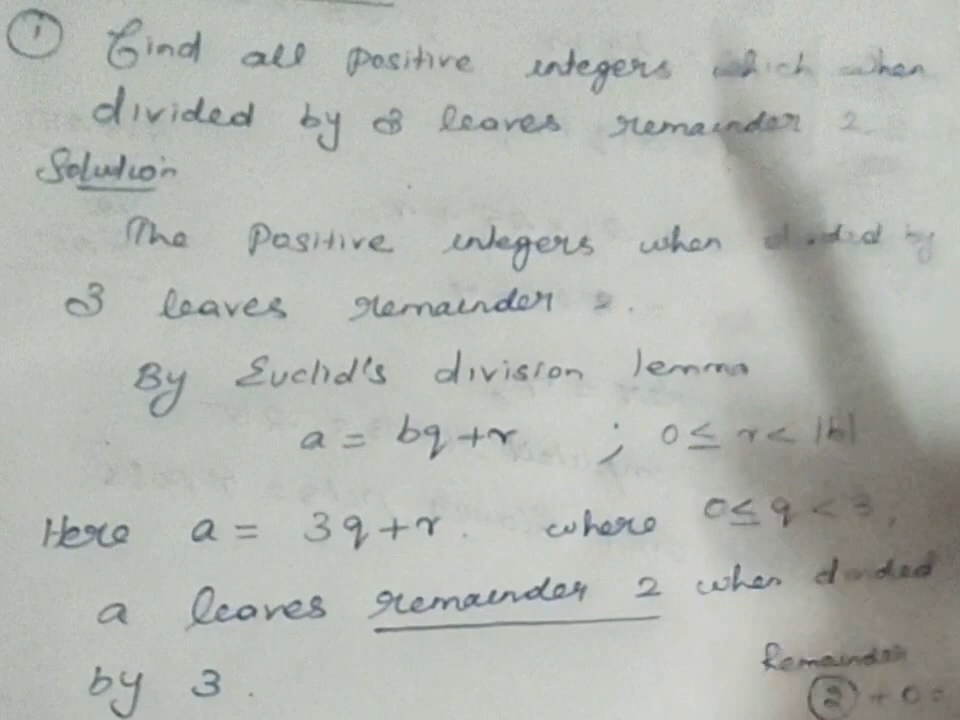 ① Find all positive integers which when
divided by 3 leaves remainder 2
Solution
The Positive integers when divided by
3 leaves remainder 2.
By Euclid's division lemma
a = bq+r ; 0 ≤ r < |b|
Here a = 3q+r. where 0≤ q < 3,
a leaves remainder 2 when divided
by 3.
Remainder
② + 0 =